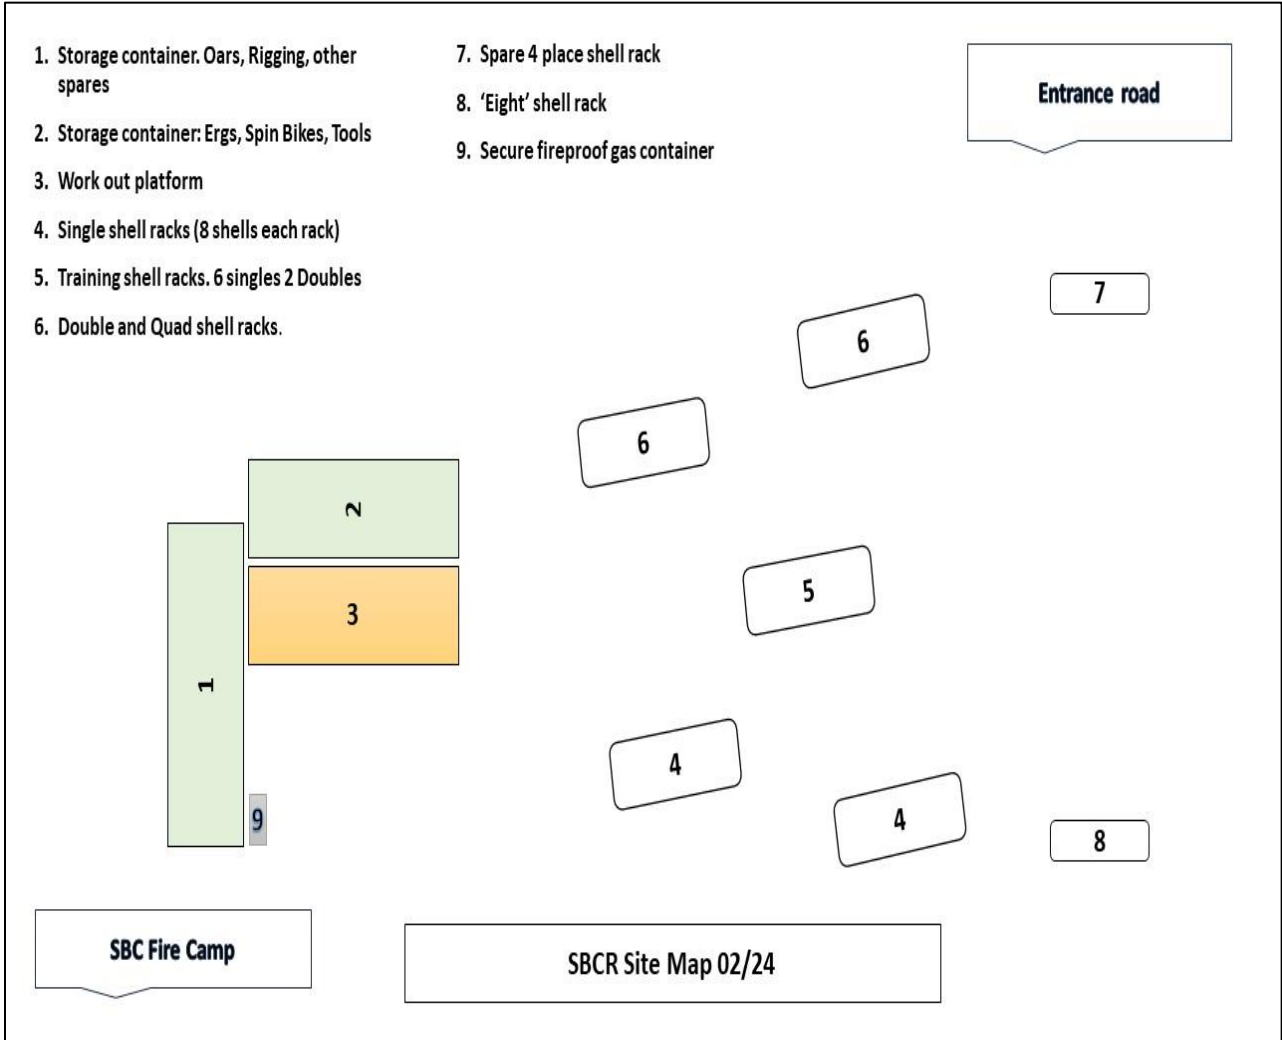 1. Storage container. Oars, Rigging, other
spares
2. Storage container: Ergs, Spin Bikes, Tools
3. Work out platform
4. Single shell racks (8 shells each rack)
5. Training shell racks. 6 singles 2 Doubles
6. Double and Quad shell racks.
7. Spare 4 place shell rack
8. ‘Eight’ shell rack
9. Secure fireproof gas container
Entrance road
7
6
6
2
5
3
1
4
4
9
8
SBC Fire Camp
SBCR Site Map 02/24